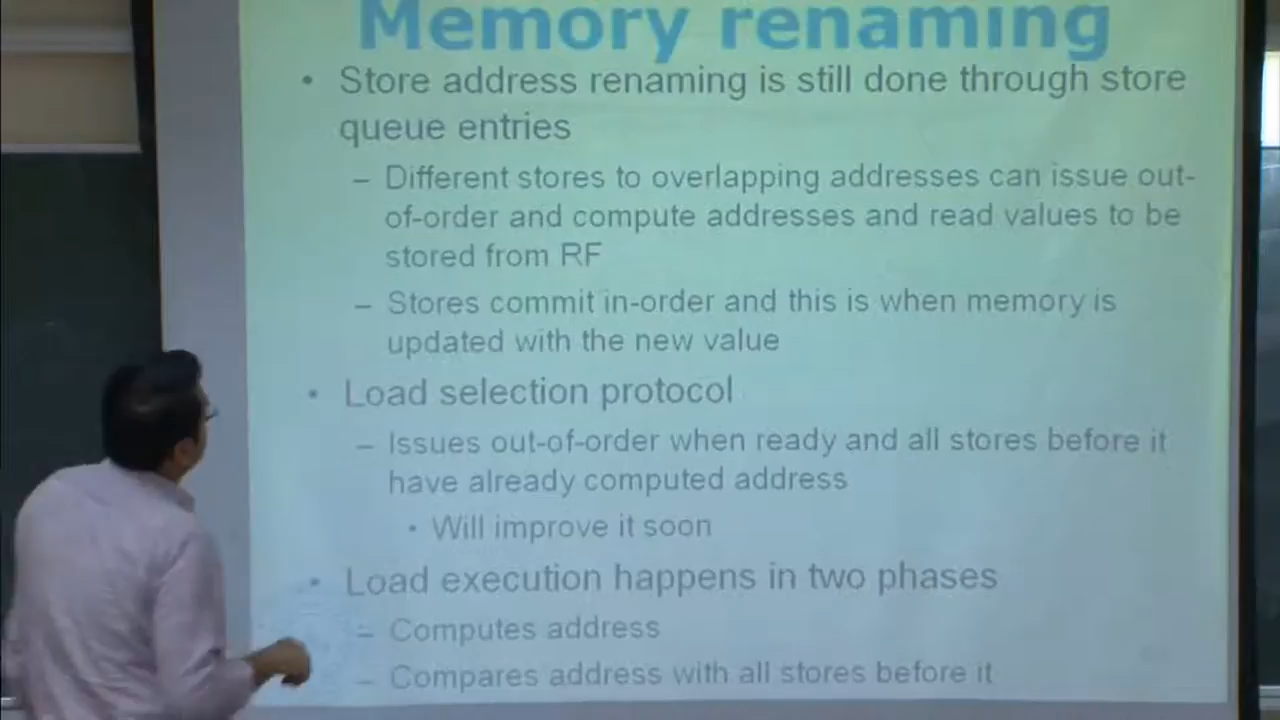 Memory renaming
• Store address renaming is still done through store
queue entries
– Different stores to overlapping addresses can issue out-
of-order and compute addresses and read values to be
stored from RF
– Stores commit in-order and this is when memory is
updated with the new value
• Load selection protocol
– Issues out-of-order when ready and all stores before it
have already computed address
• Will improve it soon
• Load execution happens in two phases
– Computes address
– Compares address with all stores before it